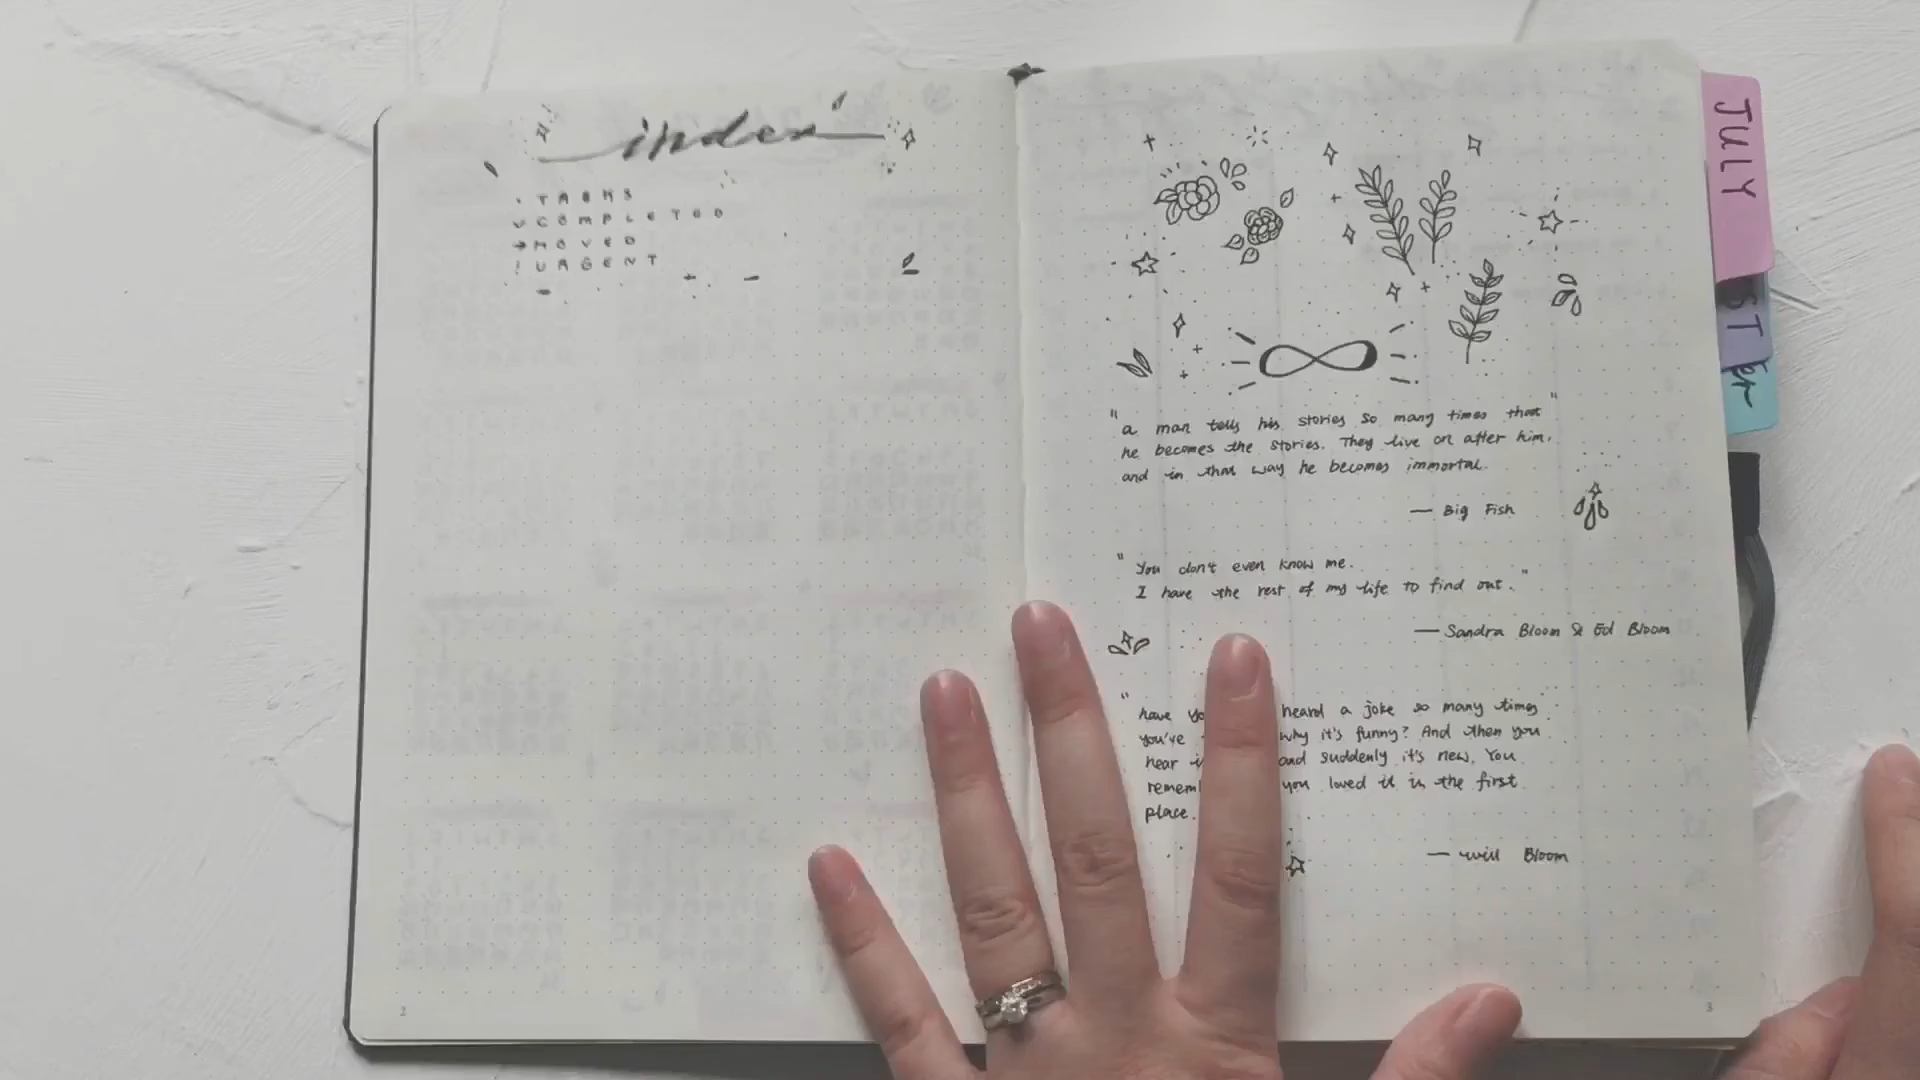 index
· TASKS
✓ COMPLETED
→ MOVED
! URGENT
2
"a man tells his stories so many times that"
he becomes the stories. They live on after him,
and in that way he becomes immortal.
— Big Fish
"You don't even know me.
I have the rest of my life to find out."
— Sandra Bloom & Ed Bloom
"have heard a joke so many times
you've why it's funny? And then you
hear and suddenly it's new. You
you loved it in the first
place.
— Will Bloom
3
JULY
ST
er